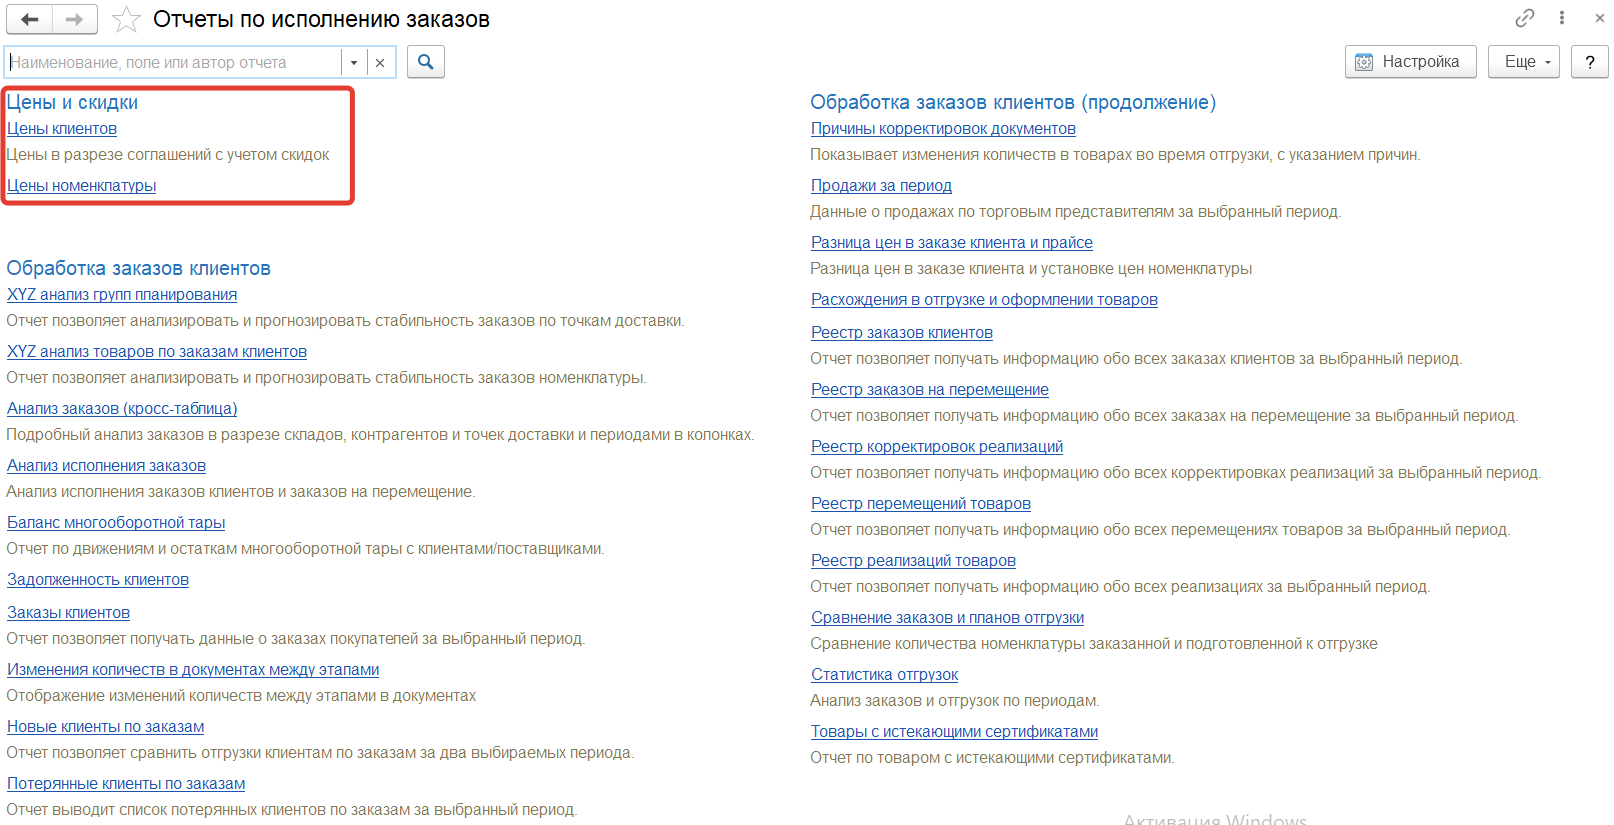 Отчеты по исполнению заказов
Наименование, поле или автор отчета
Настройка
Еще
?
Цены и скидки
Цены клиентов
Цены в разрезе соглашений с учетом скидок
Цены номенклатуры
Обработка заказов клиентов
XYZ анализ групп планирования
Отчет позволяет анализировать и прогнозировать стабильность заказов по точкам доставки.
XYZ анализ товаров по заказам клиентов
Отчет позволяет анализировать и прогнозировать стабильность заказов номенклатуры.
Анализ заказов (кросс-таблица)
Подробный анализ заказов в разрезе складов, контрагентов и точек доставки и периодами в колонках.
Анализ исполнения заказов
Анализ исполнения заказов клиентов и заказов на перемещение.
Баланс многооборотной тары
Отчет по движениям и остаткам многооборотной тары с клиентами/поставщиками.
Задолженность клиентов
Заказы клиентов
Отчет позволяет получать данные о заказах покупателей за выбранный период.
Изменения количеств в документах между этапами
Отображение изменений количеств между этапами в документах
Новые клиенты по заказам
Отчет позволяет сравнить отгрузки клиентам по заказам за два выбираемых периода.
Потерянные клиенты по заказам
Отчет выводит список потерянных клиентов по заказам за выбранный период.
Обработка заказов клиентов (продолжение)
Причины корректировок документов
Показывает изменения количеств в товарах во время отгрузки, с указанием причин.
Продажи за период
Данные о продажах по торговым представителям за выбранный период.
Разница цен в заказе клиента и прайсе
Разница цен в заказе клиента и установке цен номенклатуры
Расхождения в отгрузке и оформлении товаров
Реестр заказов клиентов
Отчет позволяет получать информацию обо всех заказах клиентов за выбранный период.
Реестр заказов на перемещение
Отчет позволяет получать информацию обо всех заказах на перемещение за выбранный период.
Реестр корректировок реализаций
Отчет позволяет получать информацию обо всех корректировках реализаций за выбранный период.
Реестр перемещений товаров
Отчет позволяет получать информацию обо всех перемещениях товаров за выбранный период.
Реестр реализаций товаров
Отчет позволяет получать информацию обо всех реализациях за выбранный период.
Сравнение заказов и планов отгрузки
Сравнение количества номенклатуры заказанной и подготовленной к отгрузке
Статистика отгрузок
Анализ заказов и отгрузок по периодам.
Товары с истекающими сертификатами
Отчет по товаром с истекающими сертификатами.
Активация Windows